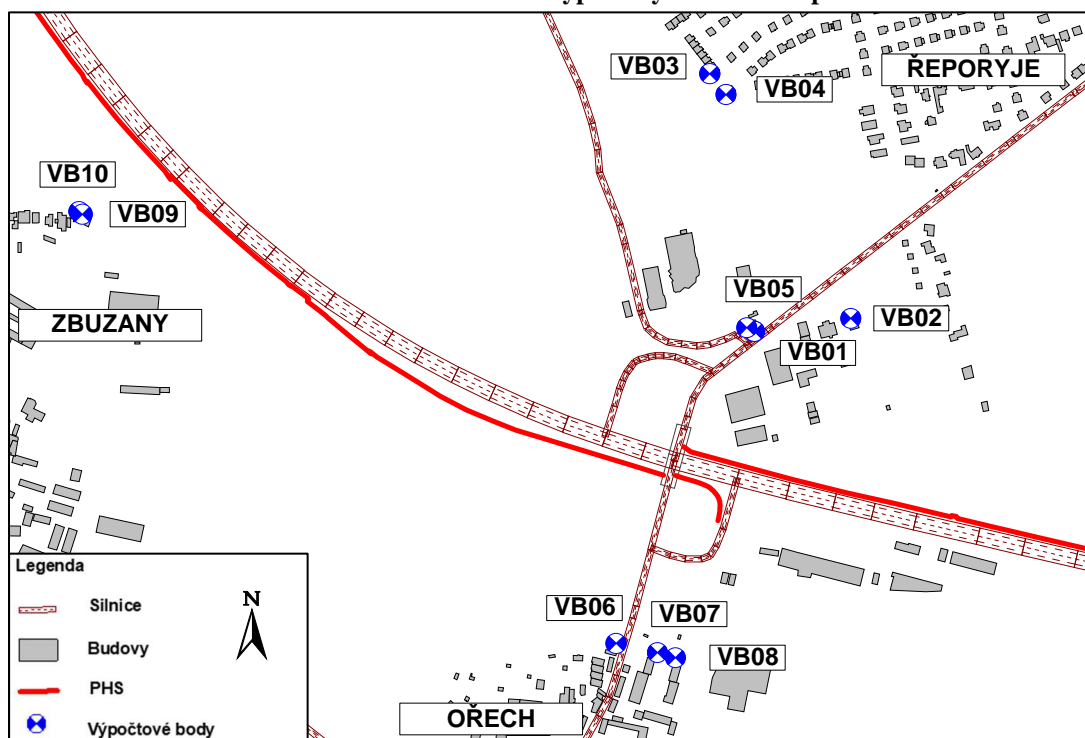 VB03
ŘEPORYJE
VB04
VB10
VB09
ZBUZANY
VB05
VB02
VB01
VB06
VB07
VB08
OŘECH
Legenda
Silnice
Budovy
PHS
Výpočtové body
N